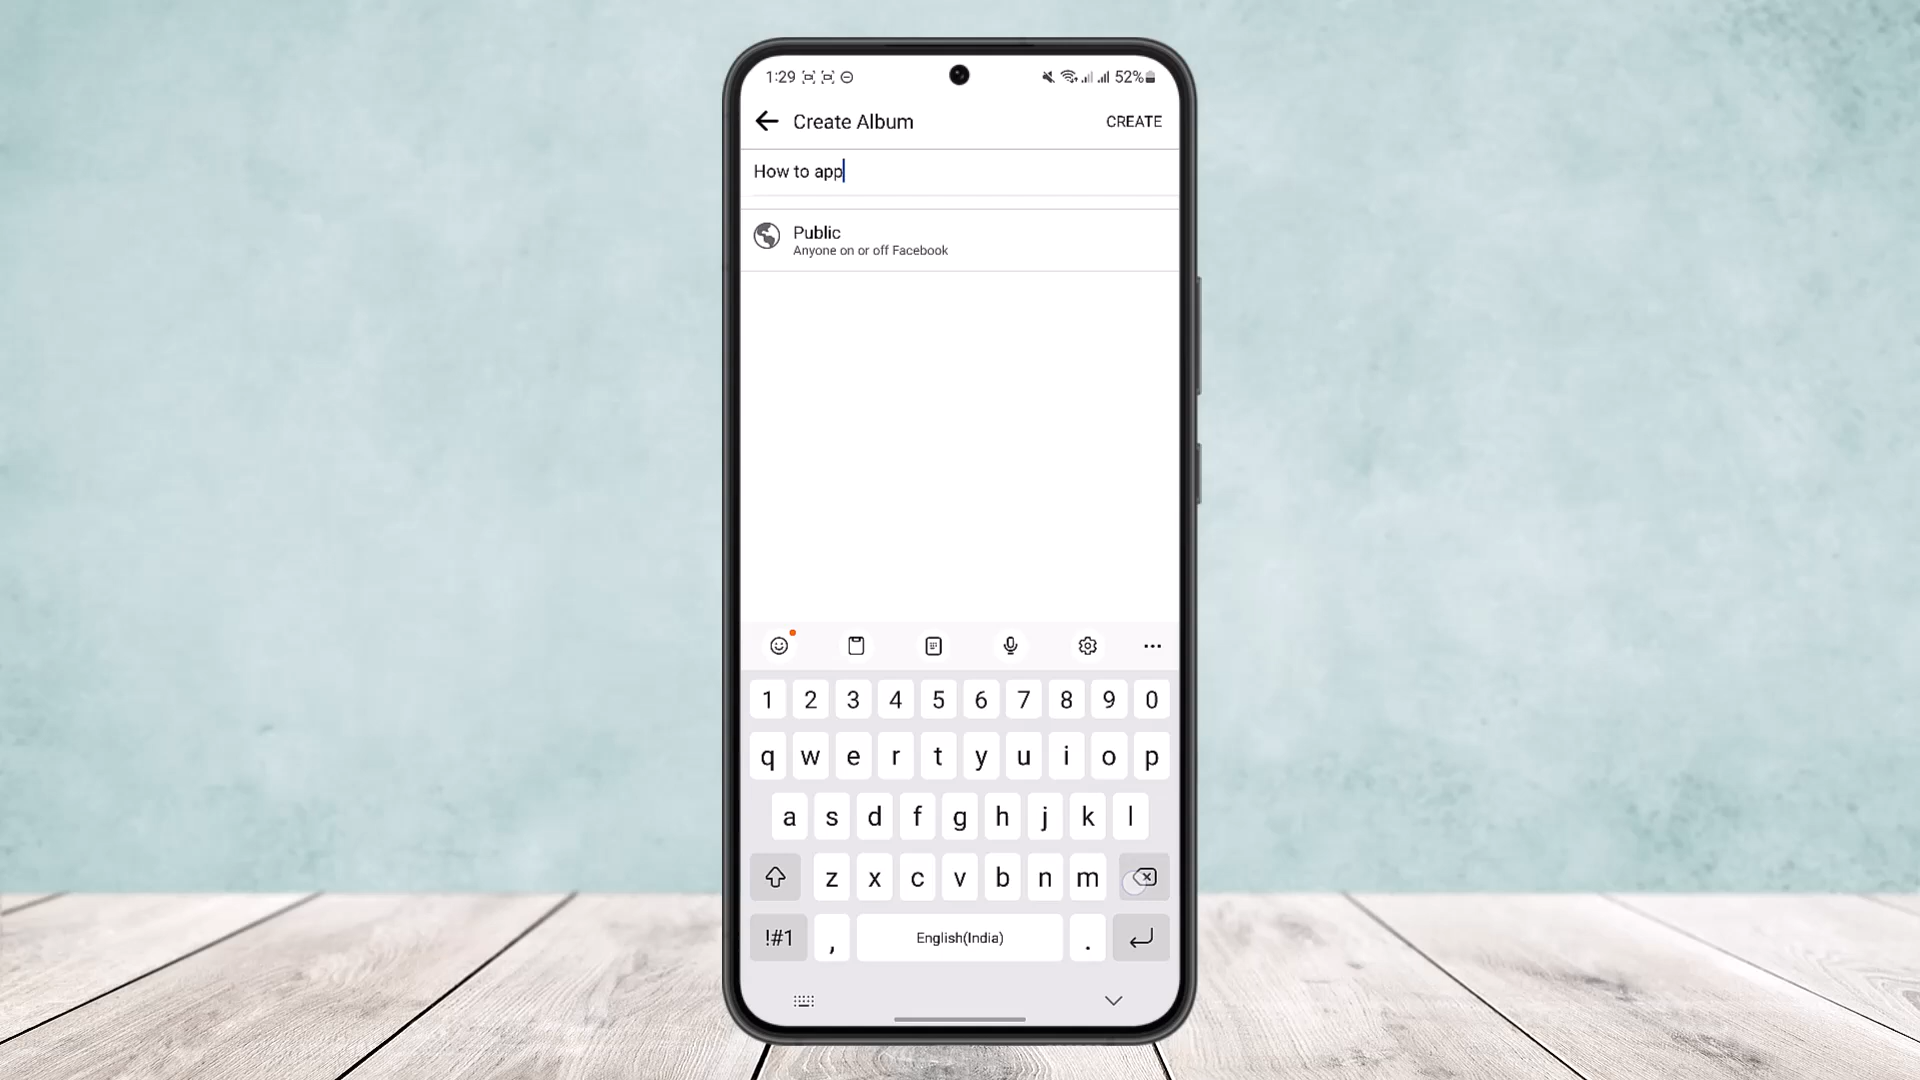 1:29 52%
Create Album CREATE
How to app
Public
Anyone on or off Facebook
1 2 3 4 5 6 7 8 9 0
q w e r t y u i o p
a s d f g h j k l
z x c v b n m
!#1 , English(India) .